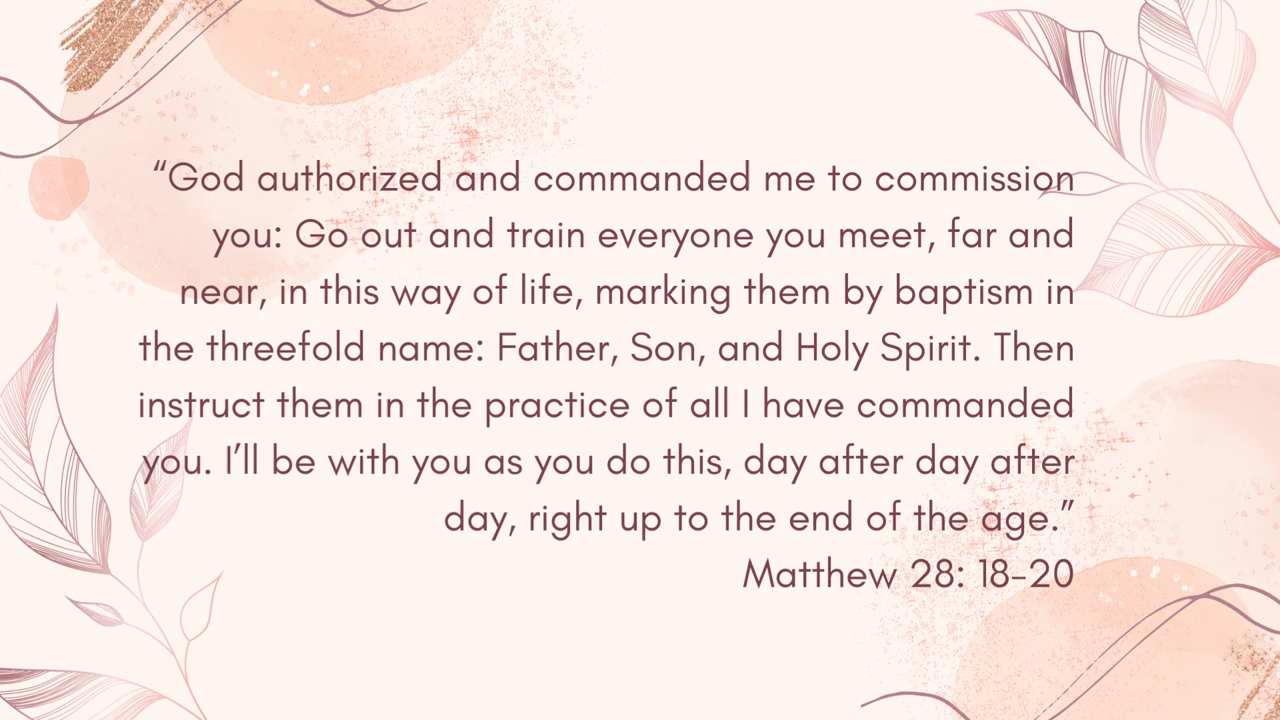 “God authorized and commanded me to commission
you: Go out and train everyone you meet, far and
near, in this way of life, marking them by baptism in
the threefold name: Father, Son, and Holy Spirit. Then
instruct them in the practice of all I have commanded
you. I’ll be with you as you do this, day after day after
day, right up to the end of the age.”
Matthew 28: 18-20